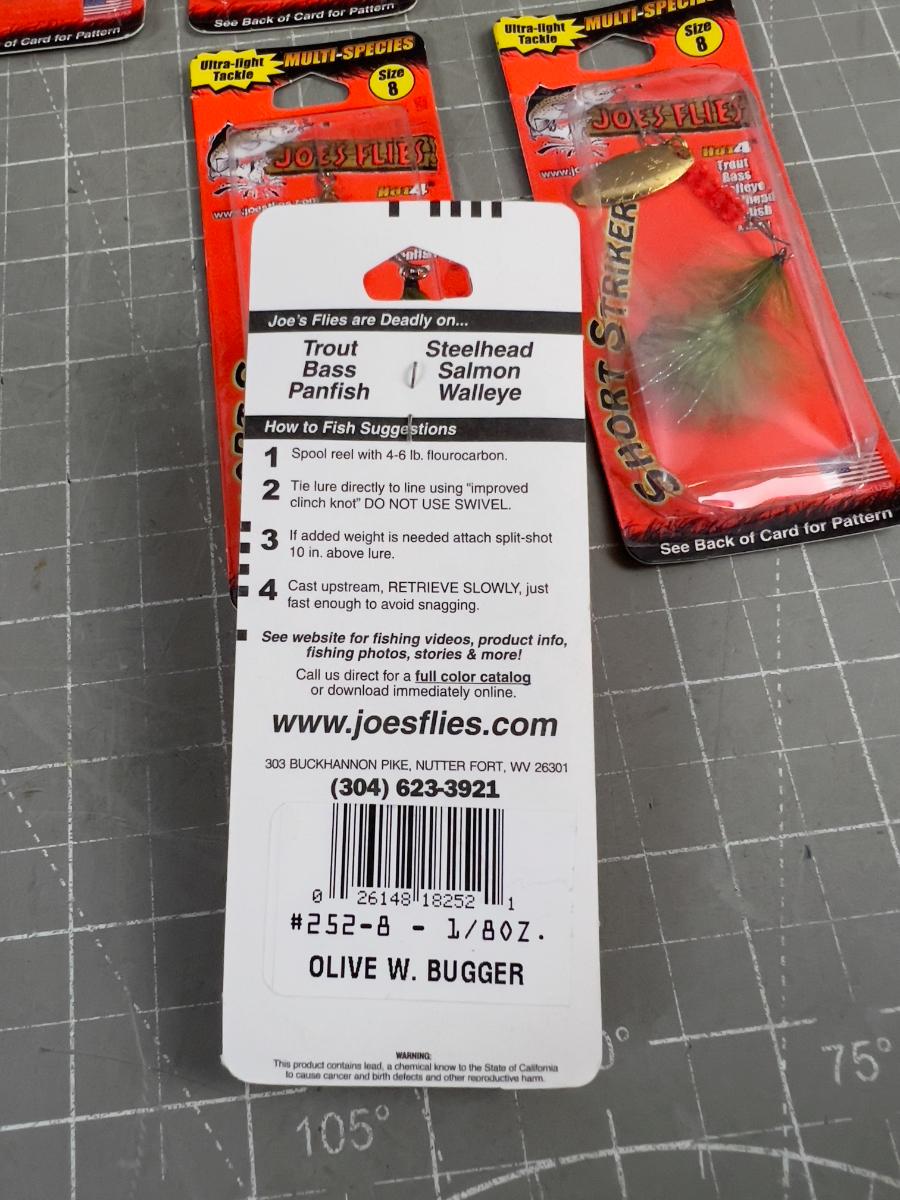 of Card for Pattern
See Back of Card for Pattern
Ultra-light
Tackle
MULTI-SPECIES
Size
8
JOE'S FLIES
Hot4
Ultra-light
Tackle
MULTI-SPECIES
Size
8
JOE'S FLIES
Hot4
Trout
Bass
SHORT STRIKER
See Back of Card for Pattern
Joe's Flies are Deadly on...
Trout
Bass
Panfish
Steelhead
Salmon
Walleye
How to Fish Suggestions
1 Spool reel with 4-6 lb. flourocarbon.
2 Tie lure directly to line using “improved
clinch knot” DO NOT USE SWIVEL.
3 If added weight is needed attach split-shot
10 in. above lure.
4 Cast upstream, RETRIEVE SLOWLY, just
fast enough to avoid snagging.
See website for fishing videos, product info,
fishing photos, stories & more!
Call us direct for a full color catalog
or download immediately online.
www.joesflies.com
303 BUCKHANNON PIKE, NUTTER FORT, WV 26301
(304) 623-3921
0 26148 18252 1
#252-8 - 1/8OZ.
OLIVE W. BUGGER
WARNING:
This product contains lead, a chemical know to the State of California
to cause cancer and birth defects and other reproductive harm.
105°
75°